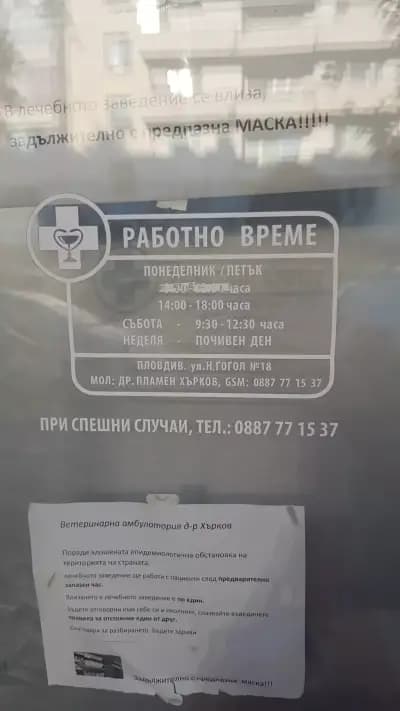 В лечебното заведение се влиза,
задължително с предпазна МАСКА!!!!!
РАБОТНО ВРЕМЕ
ПОНЕДЕЛНИК / ПЕТЪК
часа
14:00 - 18:00 часа
СЪБОТА - 9:30 - 12:30 часа
НЕДЕЛЯ - ПОЧИВЕН ДЕН
ПЛОВДИВ. ул.Н.ГОГОЛ №18
МОЛ: ДР. ПЛАМЕН ХЪРКОВ, GSM: 0887 77 15 37
ПРИ СПЕШНИ СЛУЧАИ, ТЕЛ.: 0887 77 15 37
Ветеринарна амбулатория д-р Хърков
Поради усложнената епидемиологична обстановка на
територията на страната:
лечебното заведение ще работи с пациенти след предварително
запазен час.
Влизането в лечебното заведение е по един.
Бъдете отговорни към себе си и околните, спазвайте въведеното
правило за отстояние един от друг.
Благодаря за разбирането. Бъдете здрави
Задължително с предпазна маска!!!